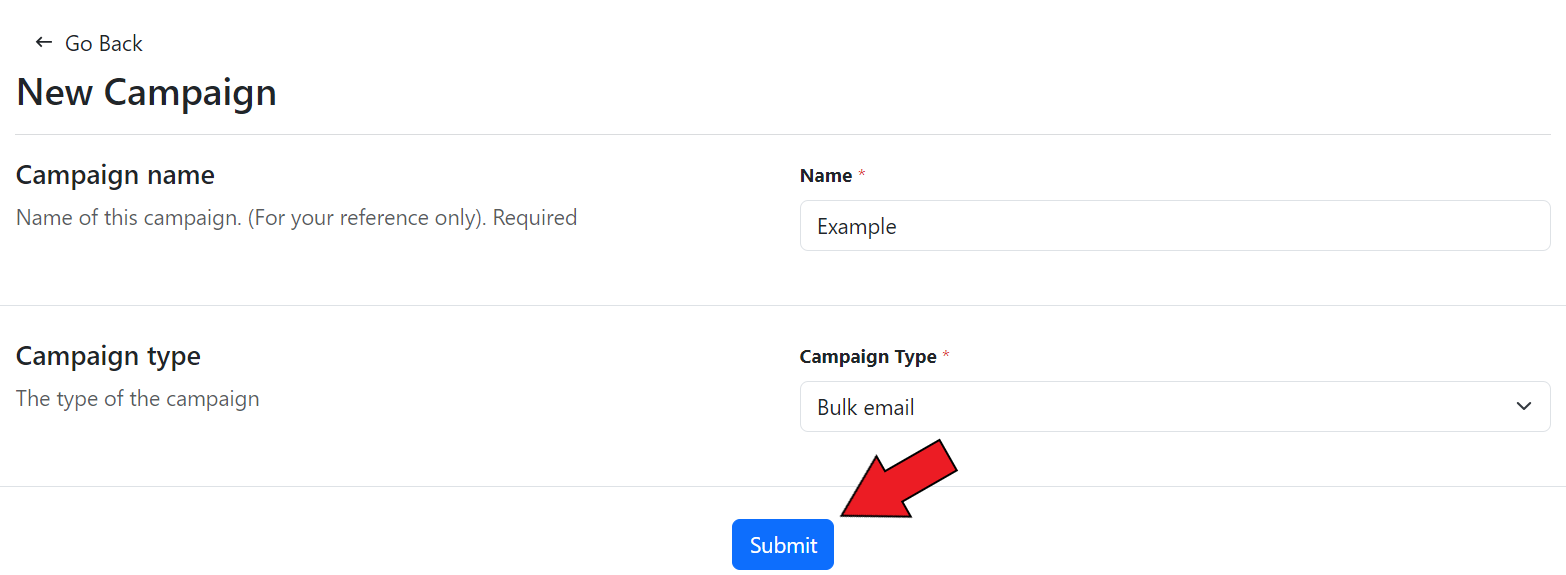 ← Go Back
New Campaign
Campaign name
Name *
Name of this campaign. (For your reference only). Required
Example
Campaign type
Campaign Type *
The type of the campaign
Bulk email
Submit